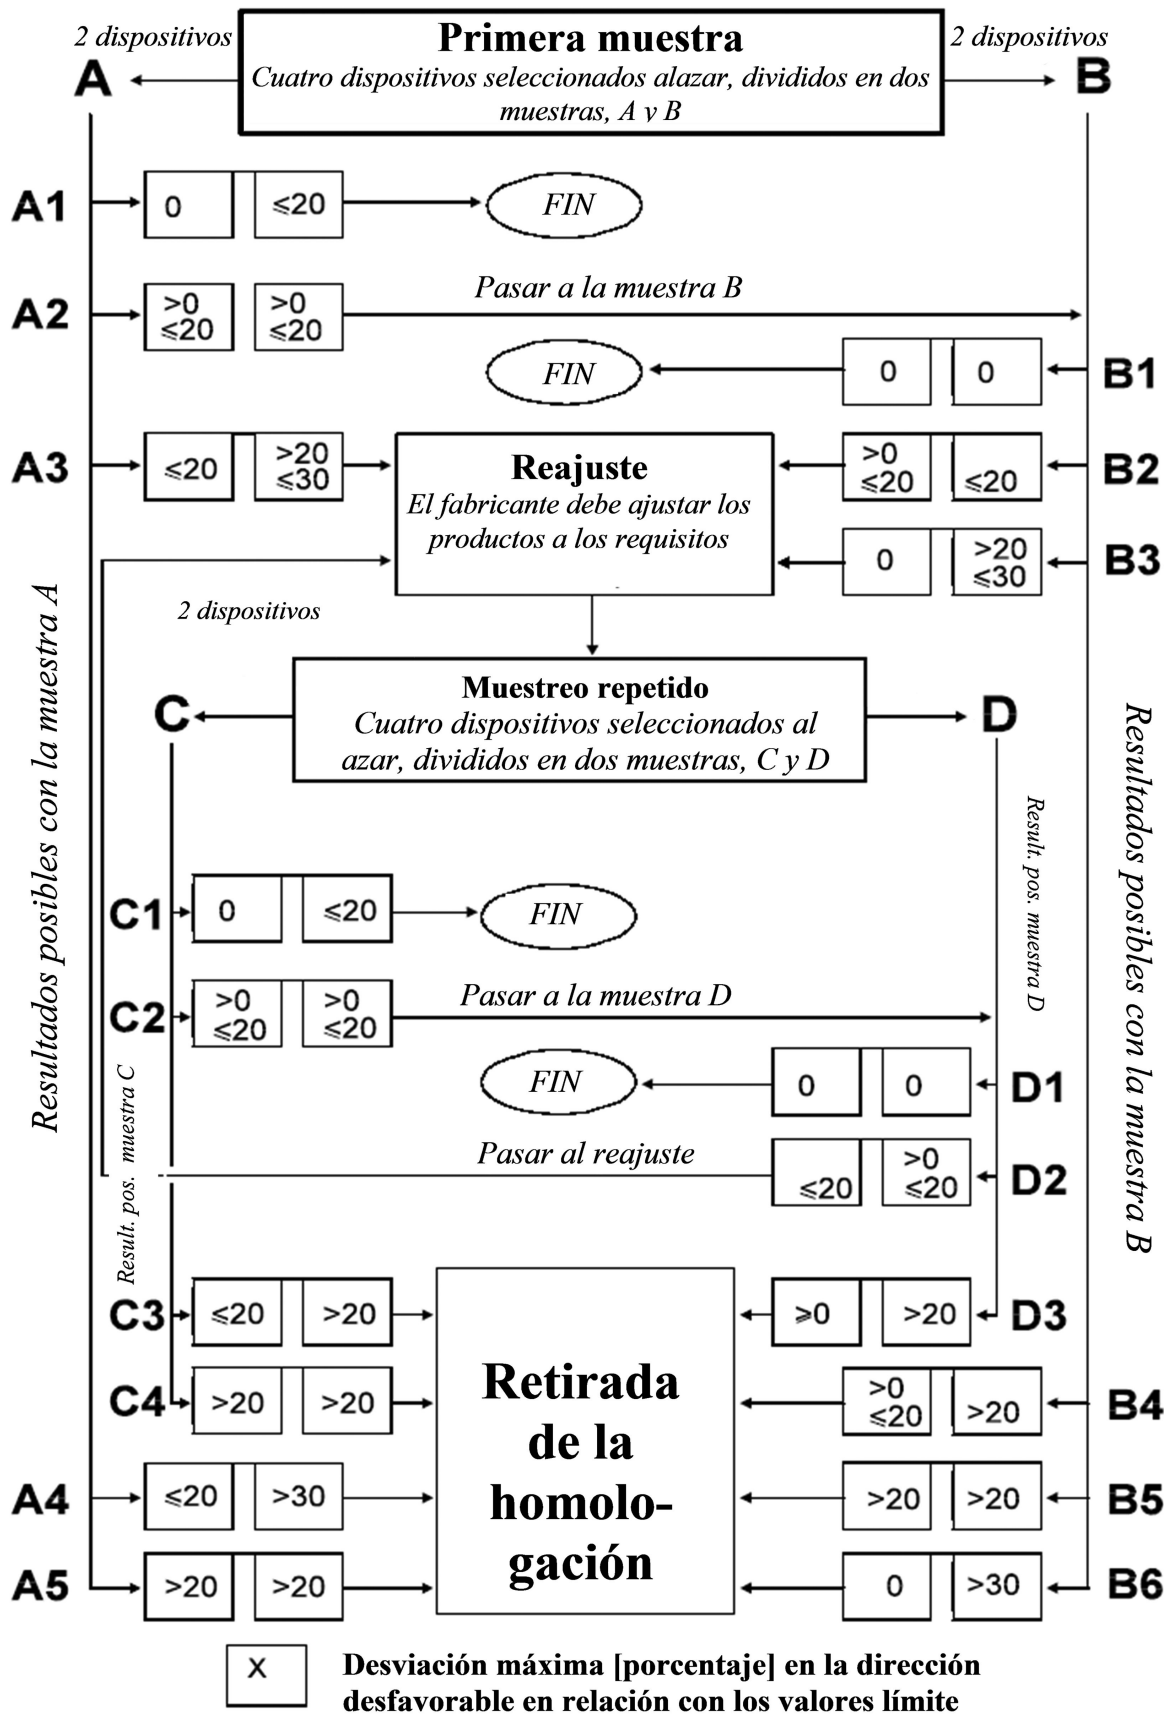 2 dispositivos
Primera muestra
2 dispositivos
A
Cuatro dispositivos seleccionados alazar, divididos en dos
muestras, A y B
B
A1
0
≤20
FIN
A2
>0
≤20
>0
≤20
Pasar a la muestra B
FIN
0
0
B1
A3
≤20
>20
≤30
Reajuste
El fabricante debe ajustar los
productos a los requisitos
>0
≤20
≤20
B2
0
>20
≤30
B3
2 dispositivos
Muestreo repetido
Cuatro dispositivos seleccionados al
azar, divididos en dos muestras, C y D
C
D
Resultados posibles con la muestra A
Resultados posibles con la muestra B
Result. pos. muestra D
C1
0
≤20
FIN
C2
>0
≤20
>0
≤20
Pasar a la muestra D
FIN
0
0
D1
Result. pos. muestra C
Pasar al reajuste
≤20
>0
≤20
D2
C3
≤20
>20
≥0
>20
D3
Retirada
de la
homolo-
gación
C4
>20
>20
>0
≤20
>20
B4
A4
≤20
>30
>20
>20
B5
A5
>20
>20
0
>30
B6
X
Desviación máxima [porcentaje] en la dirección
desfavorable en relación con los valores límite